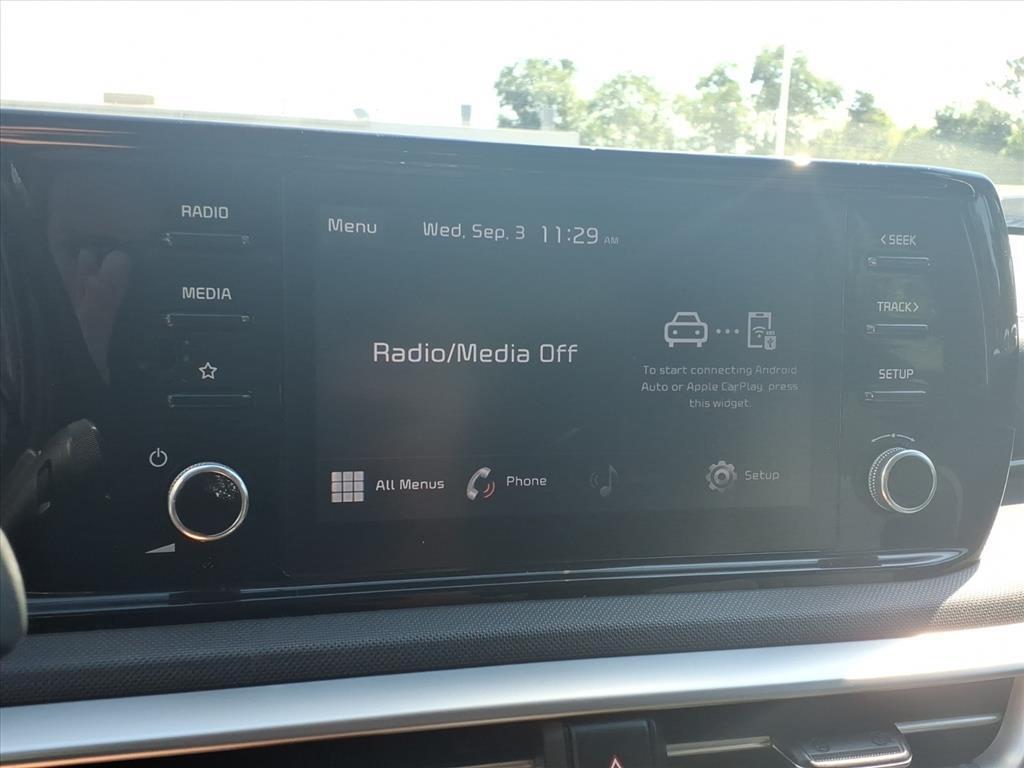 RADIO
MEDIA
Menu
Wed, Sep, 3 11:29 AM
Radio/Media Off
To start connecting Android
Auto or Apple CarPlay, press
this widget.
All Menus
Phone
Setup
< SEEK
TRACK >
SETUP